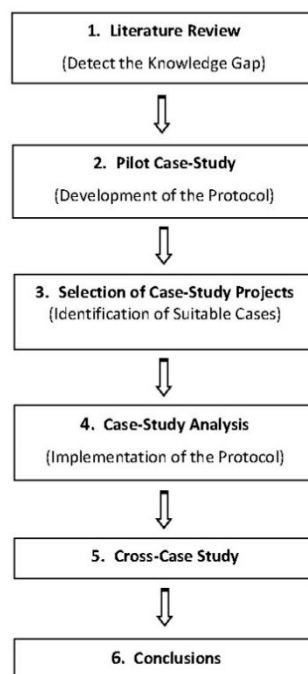 1. Literature Review
(Detect the Knowledge Gap)
2. Pilot Case-Study
(Development of the Protocol)
3. Selection of Case-Study Projects
(Identification of Suitable Cases)
4. Case-Study Analysis
(Implementation of the Protocol)
5. Cross-Case Study
6. Conclusions